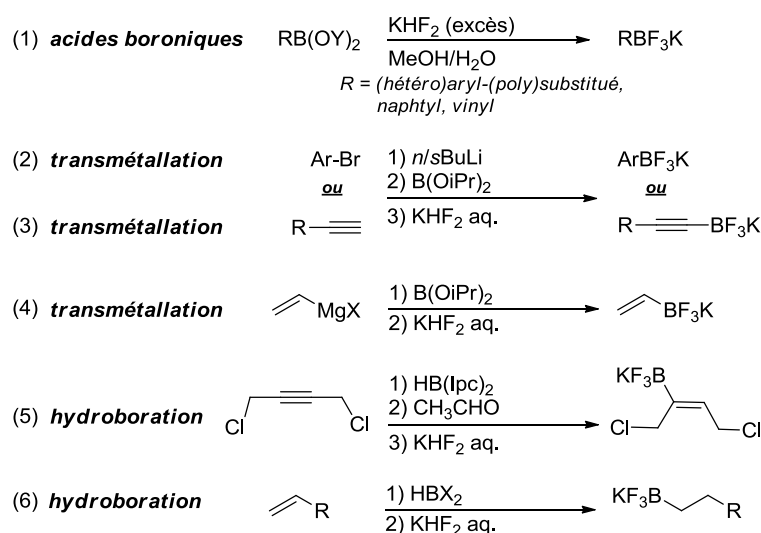 (1) acides boroniques RB(OY)2 KHF2 (excès) MeOH/H2O RBF3K
R = (hétéro)aryl-(poly)substitué,
naphtyl, vinyl
(2) transmétallation Ar-Br 1) n/sBuLi ArBF3K
ou 2) B(OiPr)2 ou
(3) transmétallation R 3) KHF2 aq. R BF3K
(4) transmétallation MgX 1) B(OiPr)2 2) KHF2 aq. BF3K
(5) hydroboration Cl Cl 1) HB(Ipc)2 2) CH3CHO 3) KHF2 aq. KF3B Cl Cl
(6) hydroboration R 1) HBX2 2) KHF2 aq. KF3B R